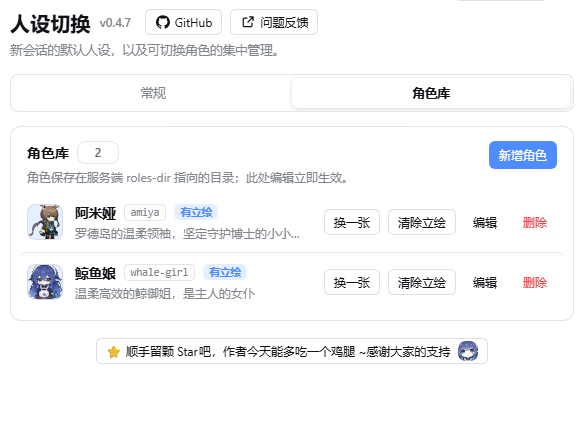 人设切换 v0.4.7 GitHub 问题反馈
新会话的默认人设，以及可切换角色的集中管理。
常规 角色库
角色库 2 新增角色
角色保存在服务端 roles-dir 指向的目录；此处编辑立即生效。
阿米娅 amiya 有立绘 换一张 清除立绘 编辑 删除
罗德岛的温柔领袖，坚定守护博士的小小...
鲸鱼娘 whale-girl 有立绘 换一张 清除立绘 编辑 删除
温柔高效的鲸御姐，是主人的女仆
顺手留颗 Star吧，作者今天能多吃一个鸡腿 ~感谢大家的支持